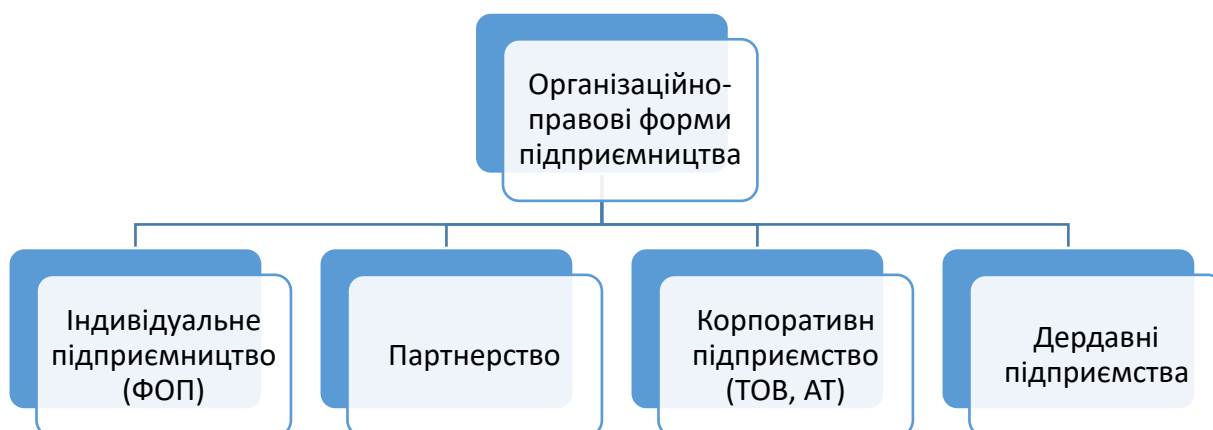 Організаційно-
правові форми
підприємництва
Індивідуальне
підприємництво
(ФОП)
Партнерство
Корпоративн
підприємство
(ТОВ, АТ)
Дердавні
підприємства